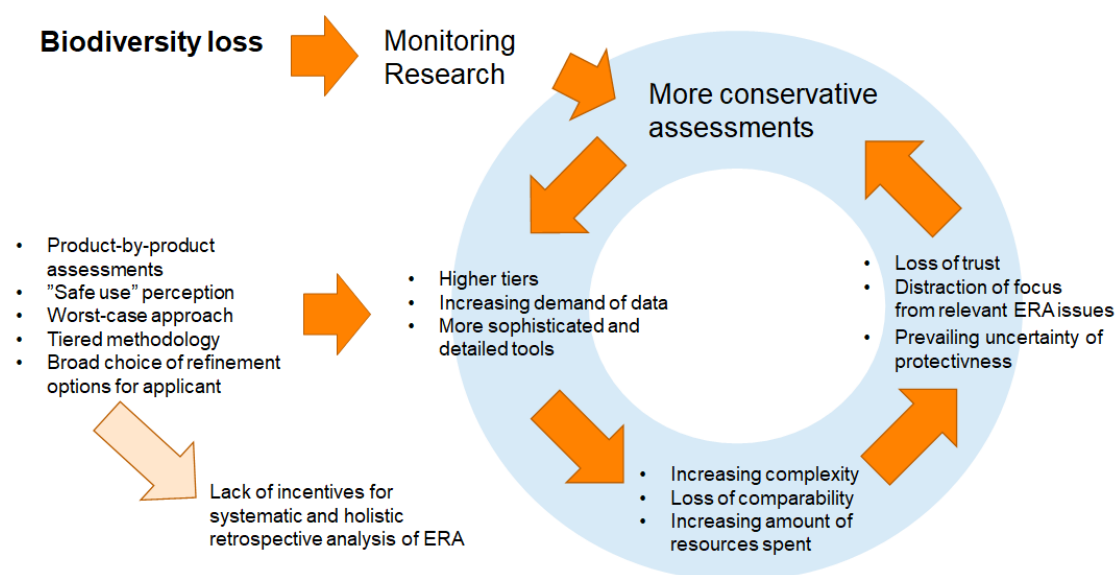 Biodiversity loss
Monitoring
Research
More conservative
assessments
• Product-by-product
assessments
• ”Safe use” perception
• Worst-case approach
• Tiered methodology
• Broad choice of refinement
options for applicant
• Higher tiers
• Increasing demand of data
• More sophisticated and
detailed tools
• Loss of trust
• Distraction of focus
from relevant ERA issues
• Prevailing uncertainty of
protectivness
Lack of incentives for
systematic and holistic
retrospective analysis of ERA
• Increasing complexity
• Loss of comparability
• Increasing amount of
resources spent